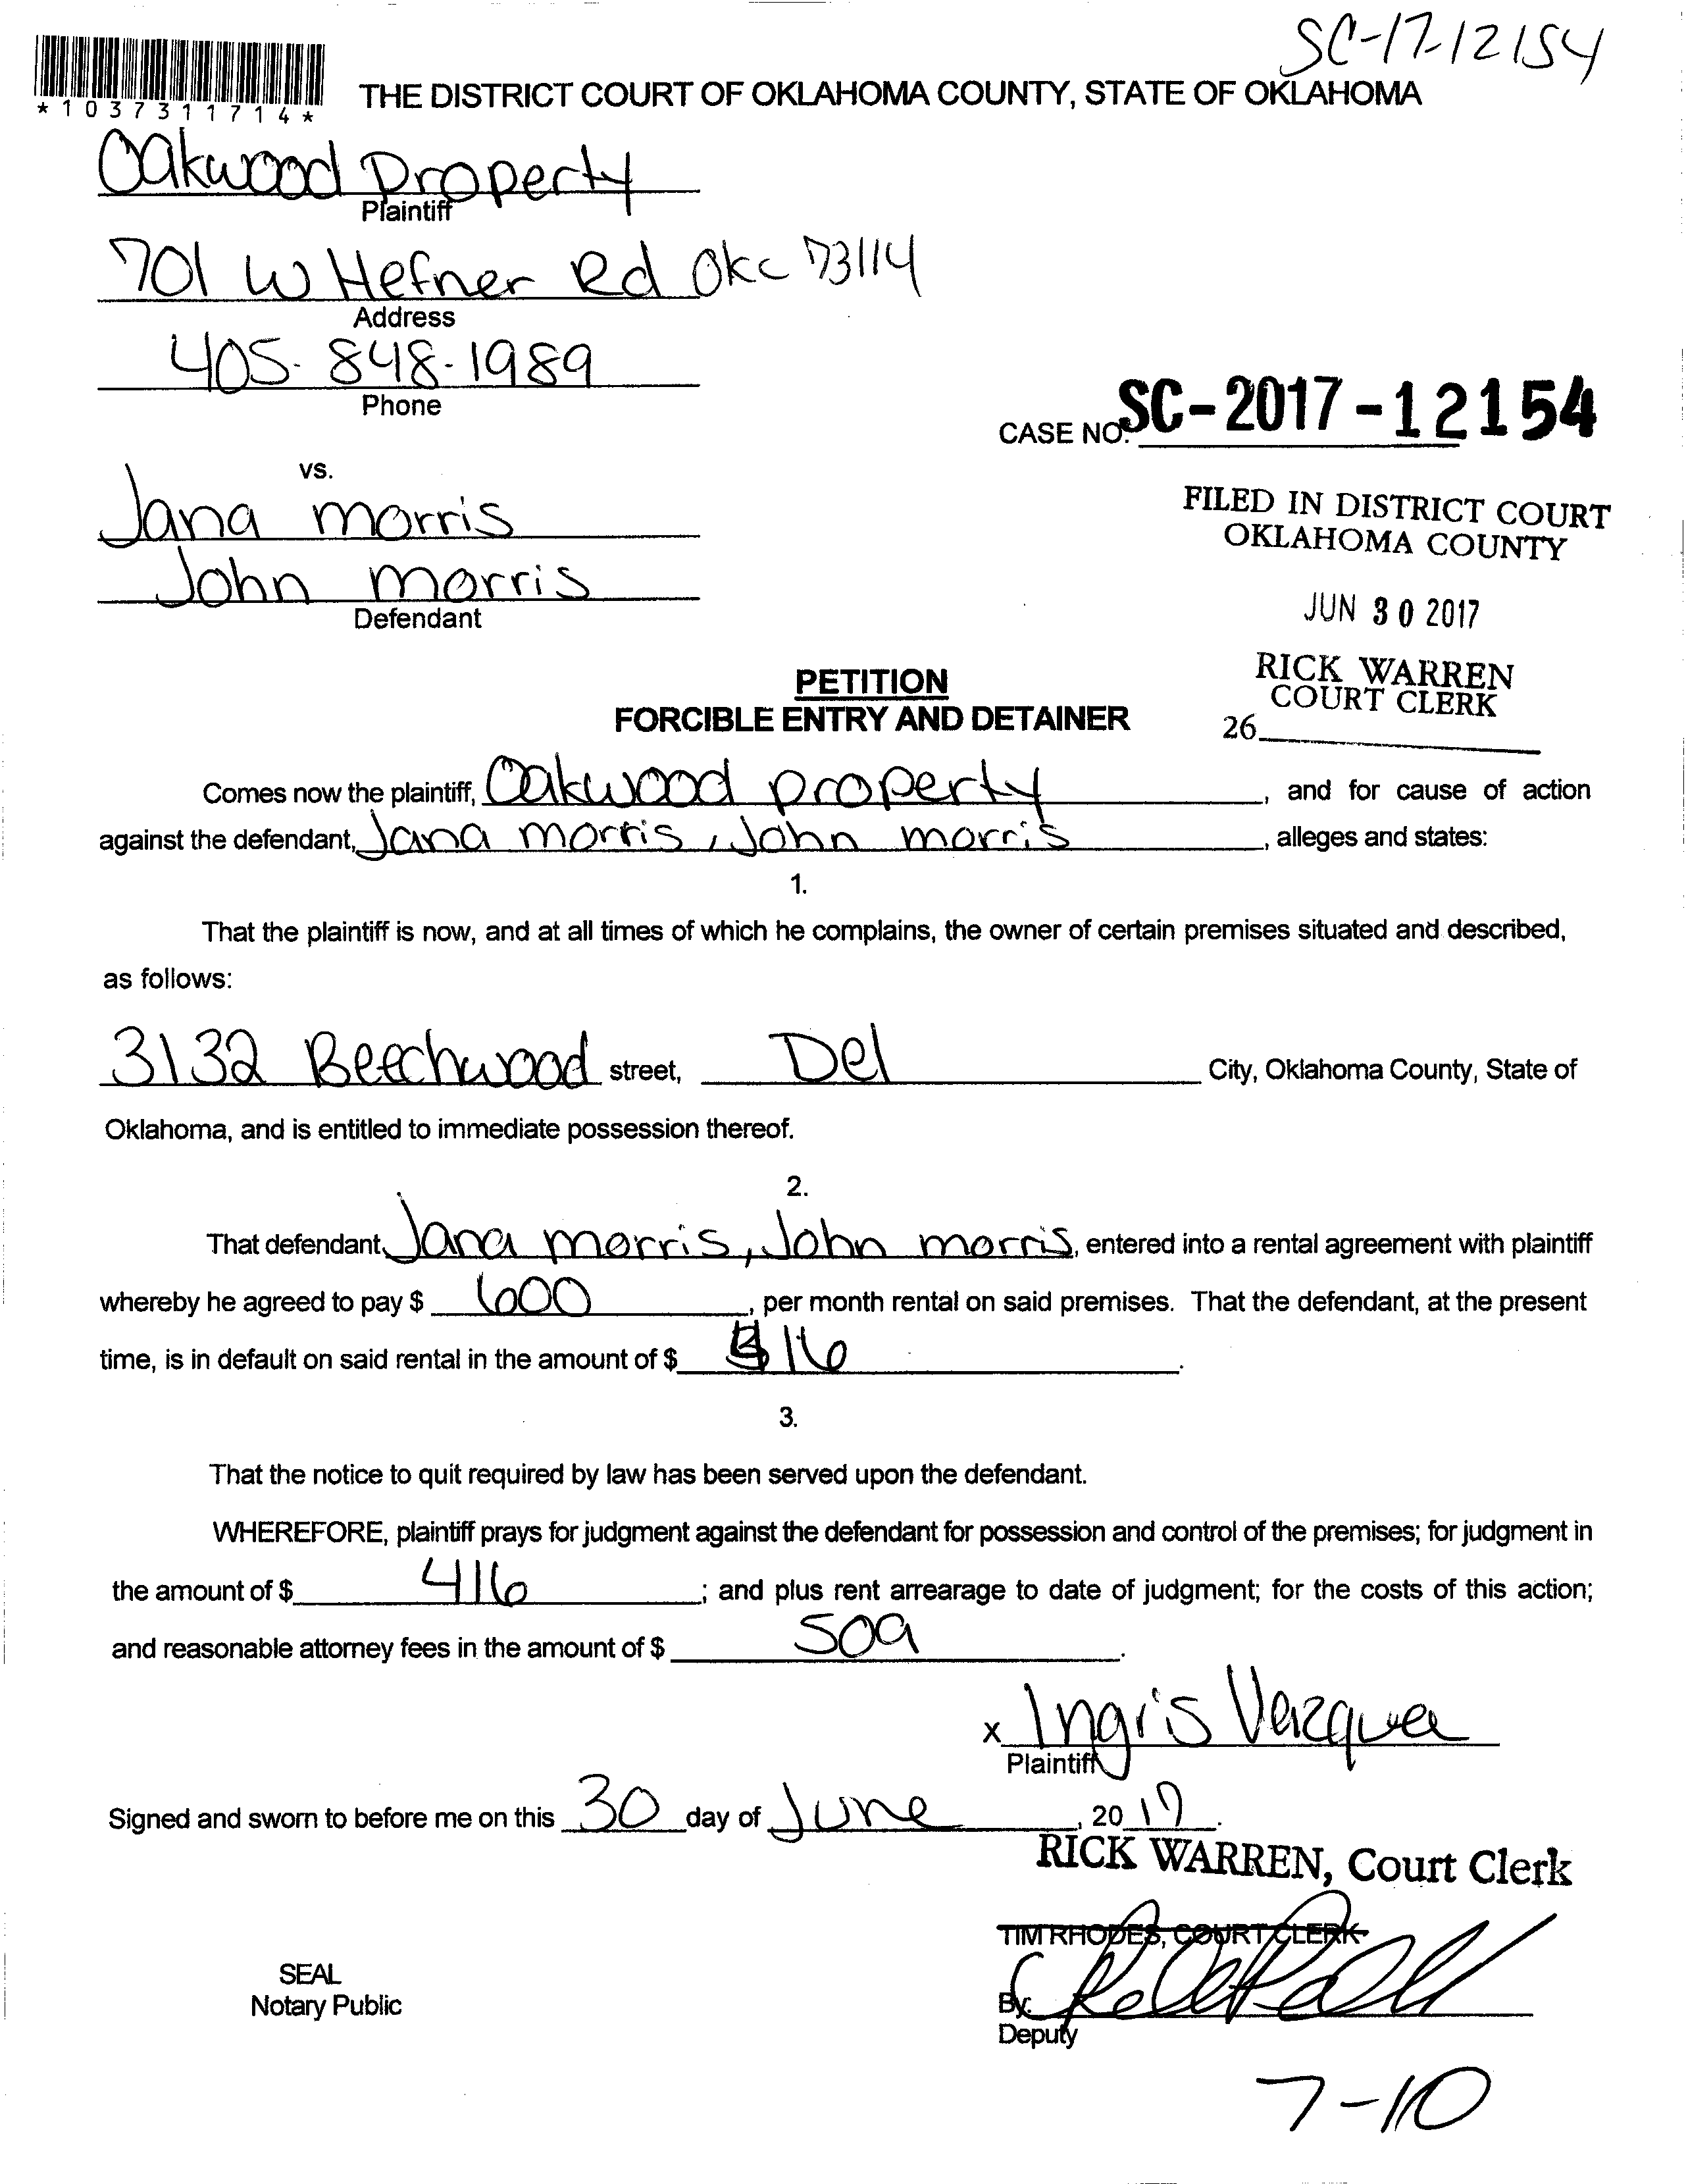 SC-17-12154
*1037311714*
THE DISTRICT COURT OF OKLAHOMA COUNTY, STATE OF OKLAHOMA
Oakwood Property
Plaintiff
701 W Hefner Rd Okc 73114
Address
405-848-1989
Phone
CASE NO. SC-2017-12154
vs.
Jana morris
John morris
Defendant
FILED IN DISTRICT COURT
OKLAHOMA COUNTY
JUN 30 2017
RICK WARREN
COURT CLERK
26
PETITION
FORCIBLE ENTRY AND DETAINER
Comes now the plaintiff, Oakwood property, and for cause of action
against the defendant, Jana morris, John morris, alleges and states:
1.
That the plaintiff is now, and at all times of which he complains, the owner of certain premises situated and described,
as follows:
3132 Beechwood street, Del City, Oklahoma County, State of
Oklahoma, and is entitled to immediate possession thereof.
2.
That defendant, Jana morris, John morris, entered into a rental agreement with plaintiff
whereby he agreed to pay $ 600, per month rental on said premises. That the defendant, at the present
time, is in default on said rental in the amount of $ 16.
3.
That the notice to quit required by law has been served upon the defendant.
WHEREFORE, plaintiff prays for judgment against the defendant for possession and control of the premises; for judgment in
the amount of $ 416; and plus rent arrearage to date of judgment; for the costs of this action;
and reasonable attorney fees in the amount of $.
x Ingris
Plaintiff
Signed and sworn to before me on this 30 day of June, 20 17.
RICK WARREN, Court Clerk
TIM RHODES, COURT CLERK
SEAL
Notary Public
By:
Deputy
7-10